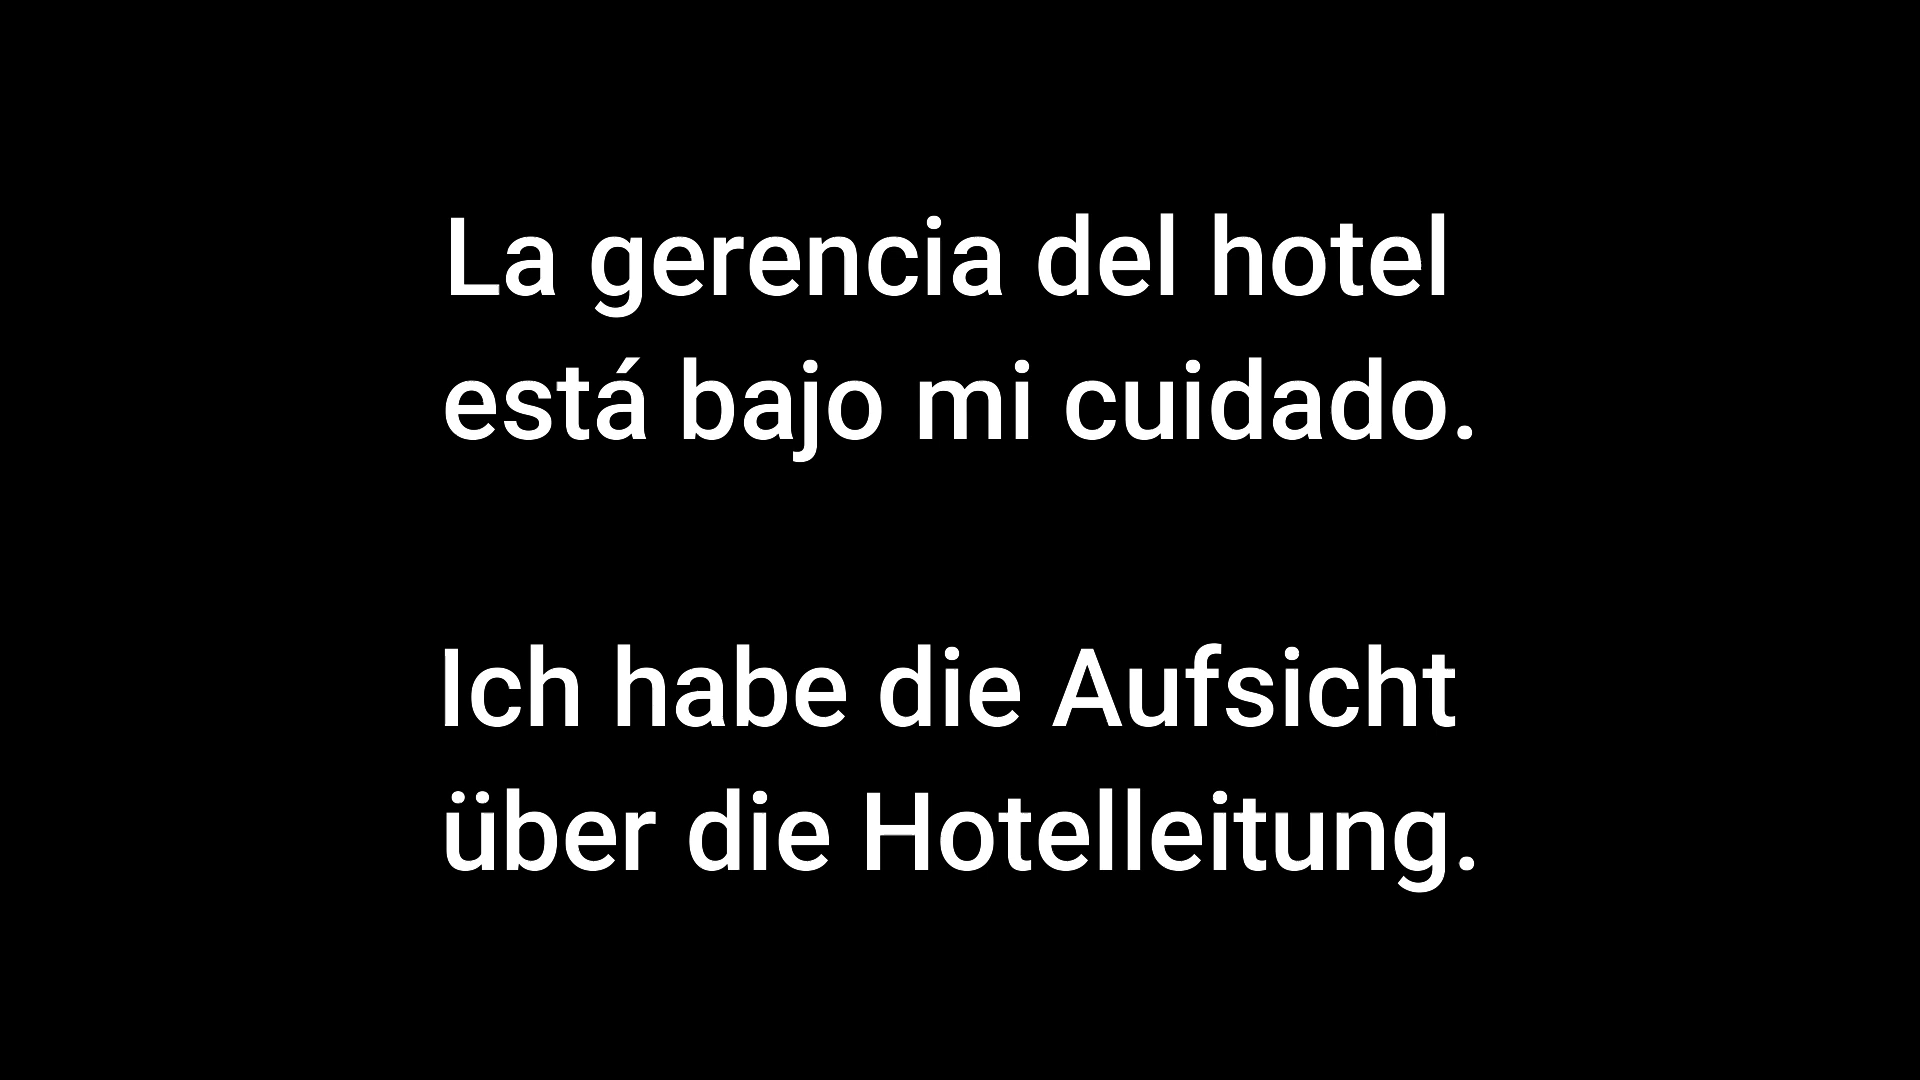 La gerencia del hotel
está bajo mi cuidado.
Ich habe die Aufsicht
über die Hotelleitung.